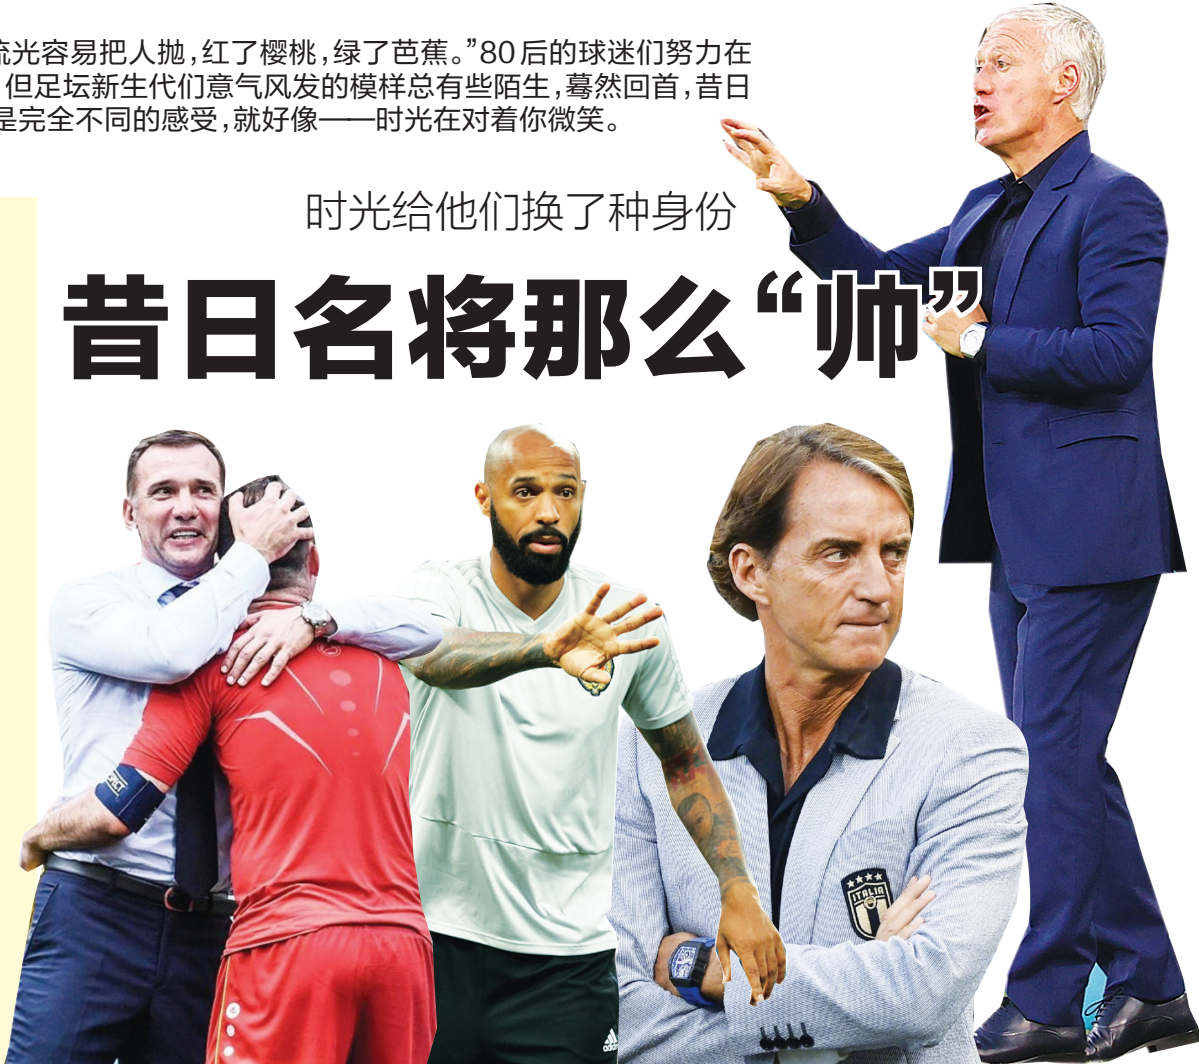 流光容易把人抛,红了樱桃,绿了芭蕉。”80后的球迷们努力在
但足坛新生代们意气风发的模样总有些陌生,蓦然回首,昔日
是完全不同的感受,就好像——时光在对着你微笑。
时光给他们换了种身份
昔日名将那么“帅”
ITALIA
adidas